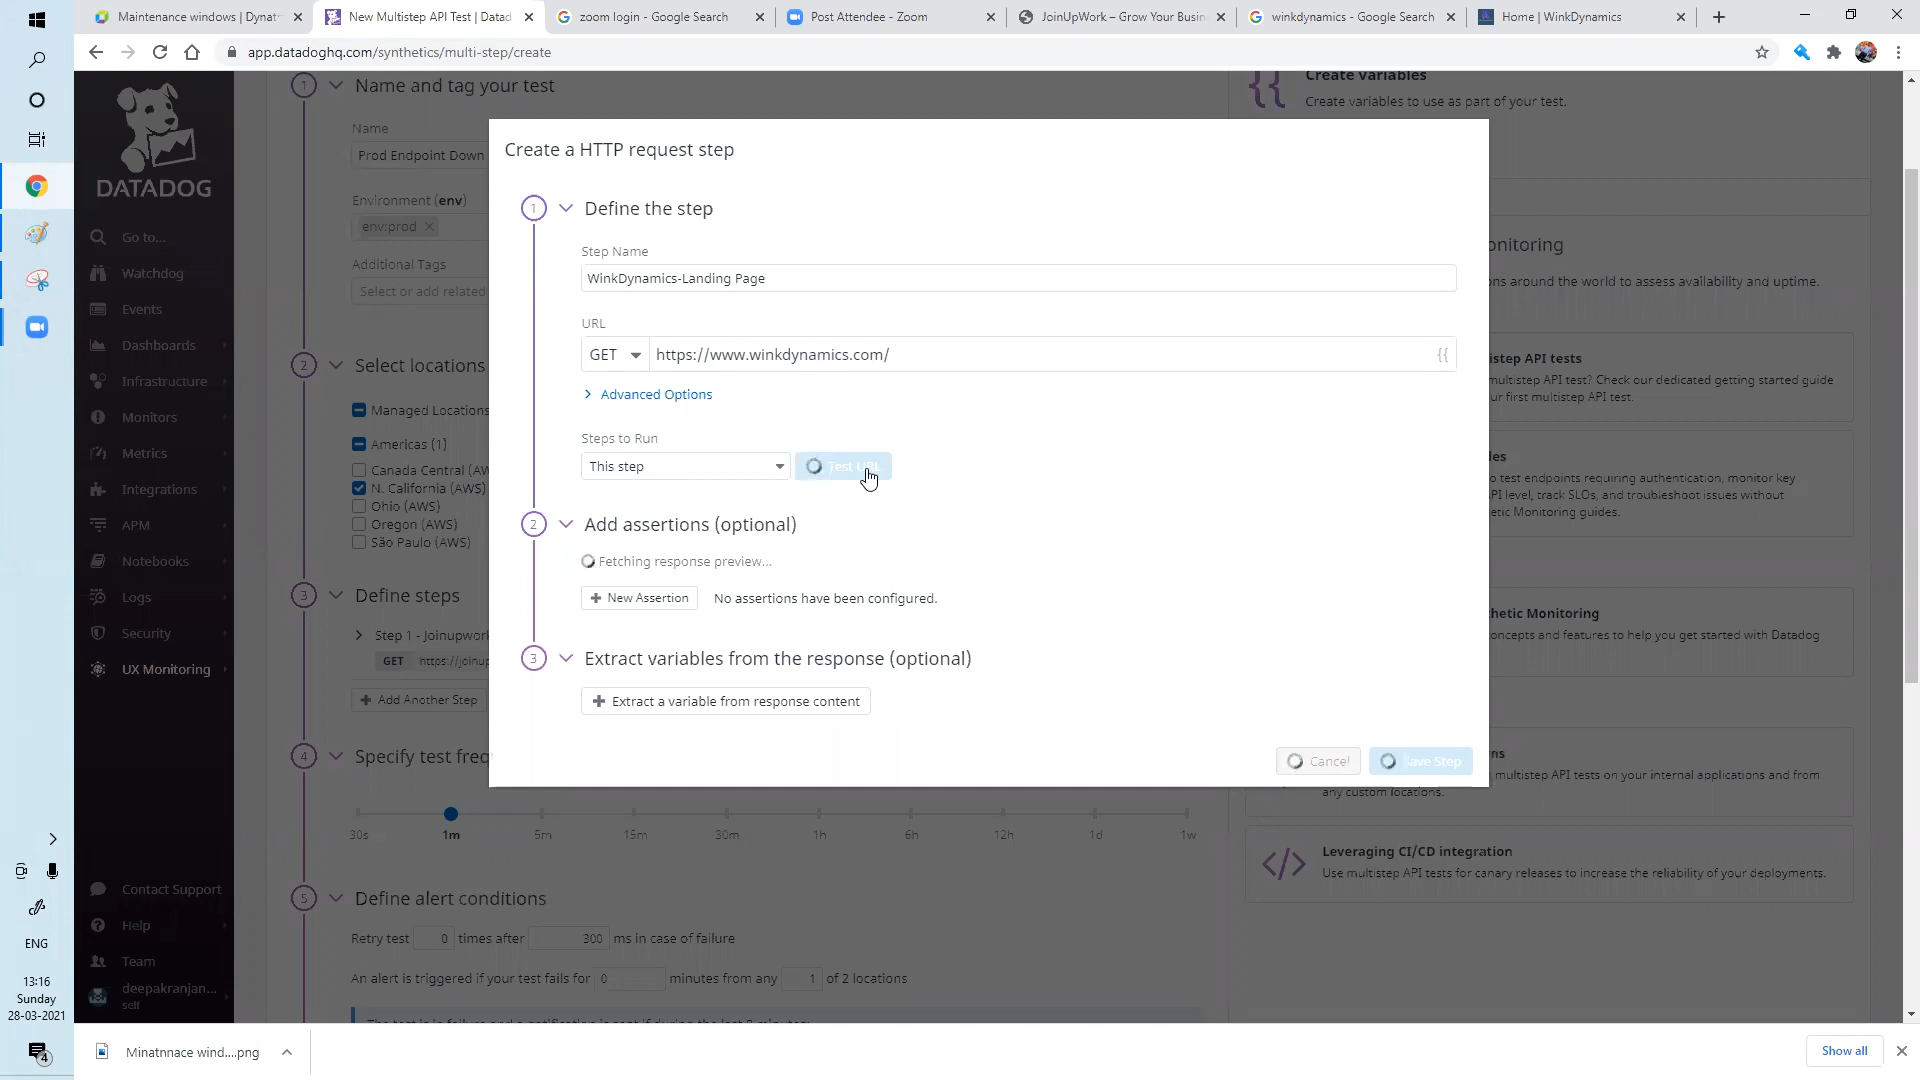 Maintenance windows | Dynat
New Multistep API Test | Datad
zoom login - Google Search
Post Attendee - Zoom
JoinUpWork – Grow Your Busin
winkdynamics - Google Search
Home | WinkDynamics
app.datadoghq.com/synthetics/multi-step/create
DATADOG
Go to...
Watchdog
Events
Dashboards
Infrastructure
Monitors
Metrics
Integrations
APM
Notebooks
Logs
Security
UX Monitoring
Contact Support
Help
Team
deepakranjan...
self
1
Name and tag your test
Name
Prod Endpoint Down
Environment (env)
env:prod
Additional Tags
Select or add related
2
Select locations
Managed Locations
Americas (1)
Canada Central (AW
N. California (AWS)
Ohio (AWS)
Oregon (AWS)
São Paulo (AWS)
3
Define steps
Step 1 - Joinupwork
GET https://joinup
Add Another Step
4
Specify test freq
30s 1m 5m 15m 30m 1h 6h 12h 1d 1w
5
Define alert conditions
Retry test 0 times after 300 ms in case of failure
An alert is triggered if your test fails for 0 minutes from any 1 of 2 locations
Create a HTTP request step
1
Define the step
Step Name
WinkDynamics-Landing Page
URL
GET https://www.winkdynamics.com/ {{
Advanced Options
Steps to Run
This step
Test URL
2
Add assertions (optional)
Fetching response preview...
New Assertion
No assertions have been configured.
3
Extract variables from the response (optional)
Extract a variable from response content
Cancel
Save Step
{{
Create variables
Create variables to use as part of your test.
onitoring
ons around the world to assess availability and uptime.
istep API tests
multistep API test? Check our dedicated getting started guide
ur first multistep API test.
des
o test endpoints requiring authentication, monitor key
PI level, track SLOs, and troubleshoot issues without
etic Monitoring guides.
hetic Monitoring
concepts and features to help you get started with Datadog
ns
multistep API tests on your internal applications and from
any custom locations.
</>
Leveraging CI/CD integration
Use multistep API tests for canary releases to increase the reliability of your deployments.
ENG
13:16
Sunday
28-03-2021
4
Minatnnace wind....png
Show all